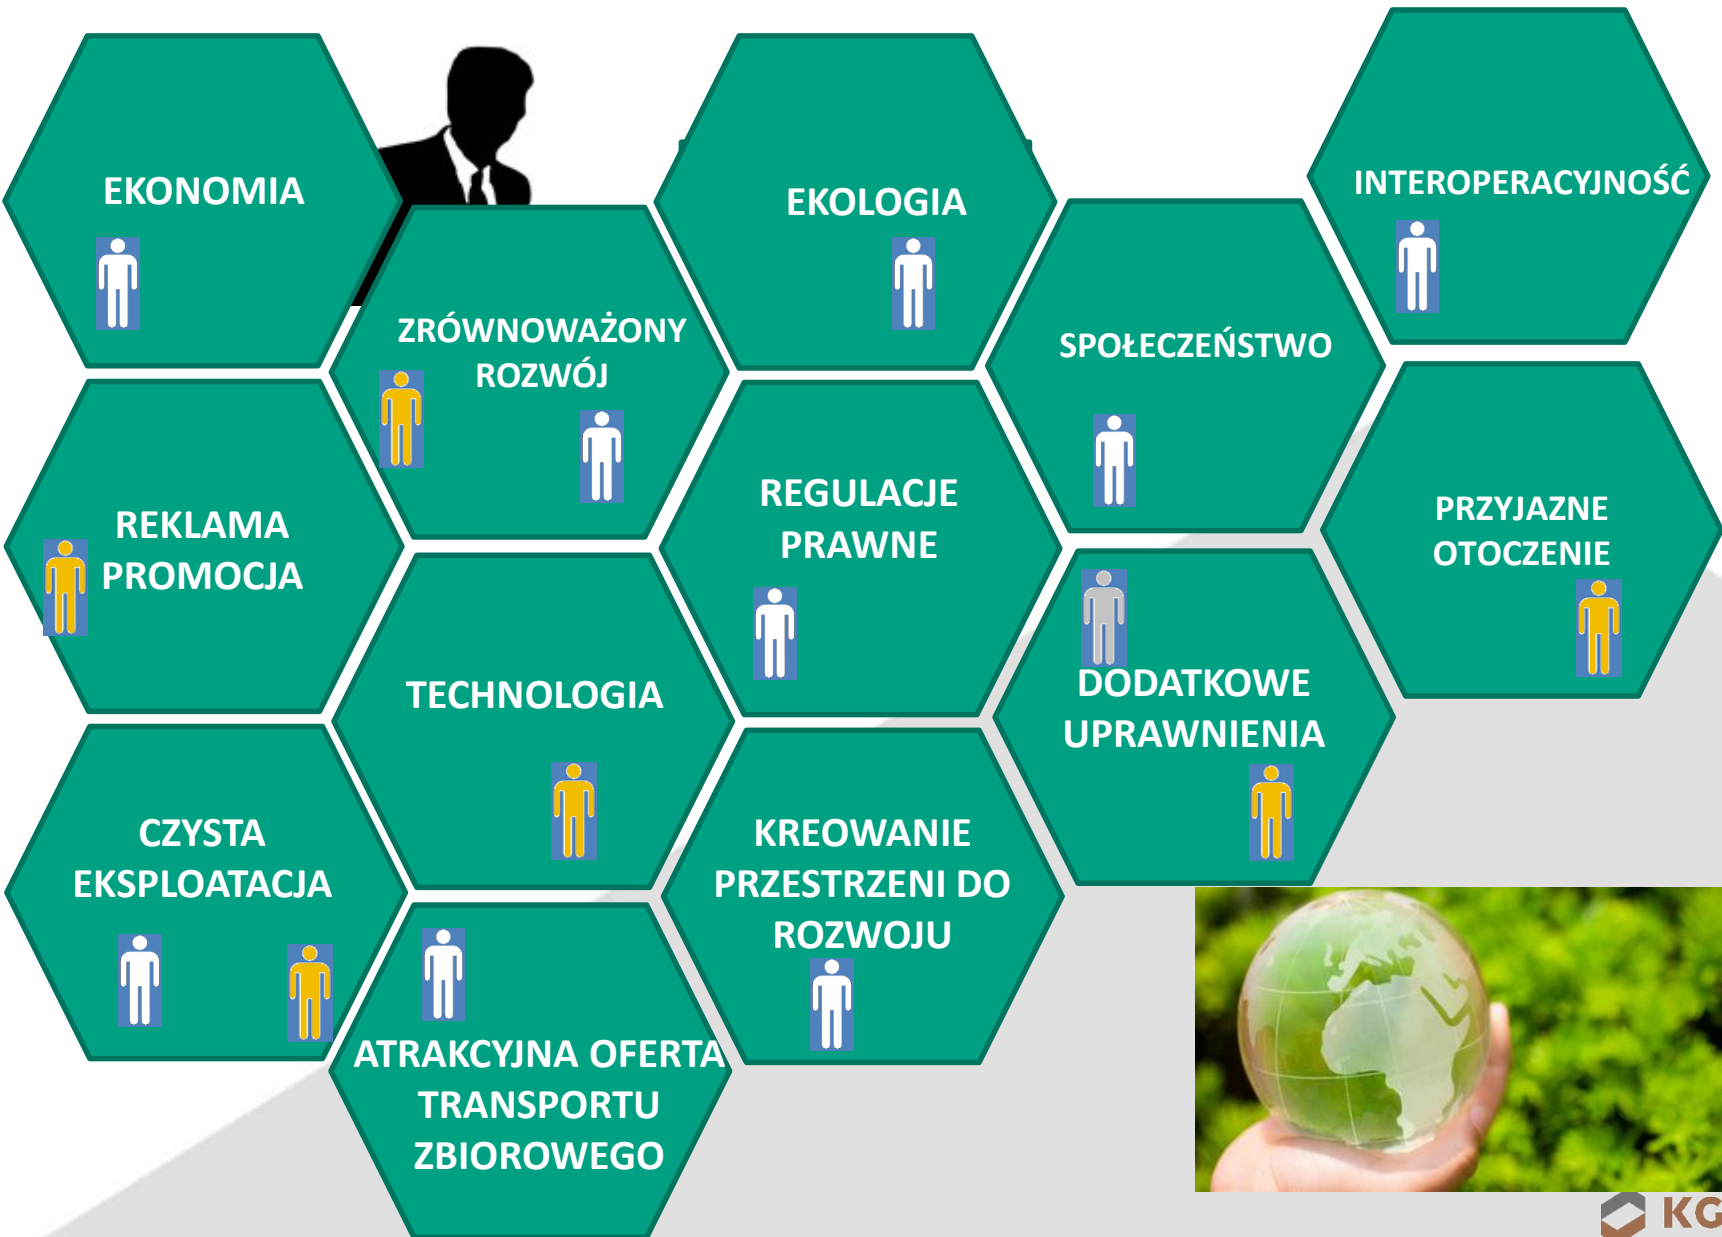 EKONOMIA
EKOLOGIA
INTEROPERACYJNOŚĆ
ZRÓWNOWAŻONY
ROZWÓJ
SPOŁECZEŃSTWO
REKLAMA
PROMOCJA
REGULACJE
PRAWNE
PRZYJAZNE
OTOCZENIE
TECHNOLOGIA
DODATKOWE
UPRAWNIENIA
CZYSTA
EKSPLOATACJA
KREOWANIE
PRZESTRZENI DO
ROZWOJU
ATRAKCYJNA OFERTA
TRANSPORTU
ZBIOROWEGO
KG